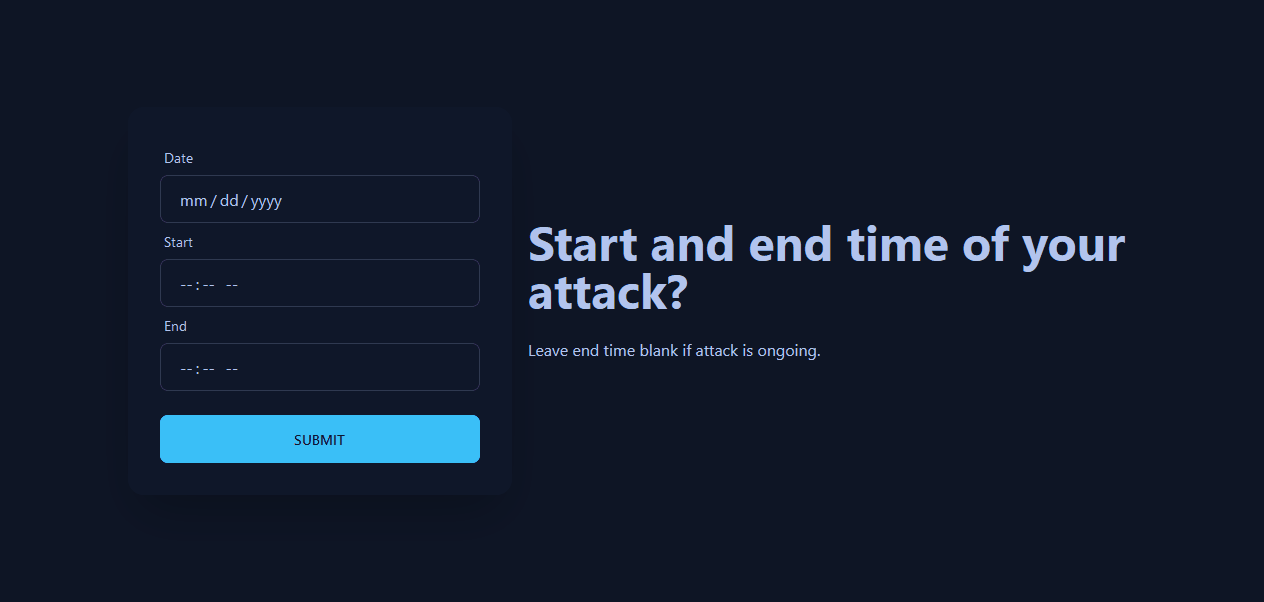 Date
mm/dd/yyyy
Start
--:-- --
End
--:-- --
SUBMIT
Start and end time of your
attack?
Leave end time blank if attack is ongoing.